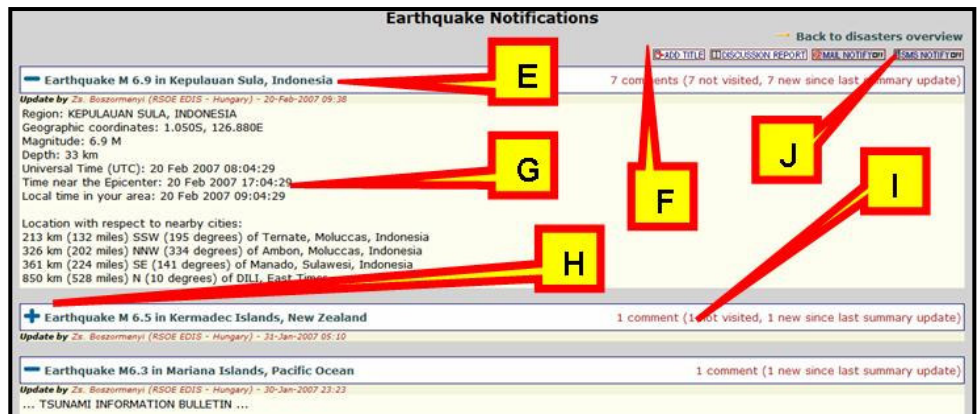 Earthquake Notifications
Back to disasters overview
ADD TITLE DISCUSSION REPORT MAIL NOTIFY OFF SMS NOTIFY OFF
Earthquake M 6.9 in Kepulauan Sula, Indonesia
E
7 comments (7 not visited, 7 new since last summary update)
Update by Zs. Boszormenyi (RSOE EDIS - Hungary) - 20-Feb-2007 09:38
Region: KEPULAUAN SULA, INDONESIA
Geographic coordinates: 1.050S, 126.880E
Magnitude: 6.9 M
Depth: 33 km
Universal Time (UTC): 20 Feb 2007 08:04:29
Time near the Epicenter: 20 Feb 2007 17:04:29
Local time in your area: 20 Feb 2007 09:04:29
G
J
F
I
Location with respect to nearby cities:
213 km (132 miles) SSW (195 degrees) of Ternate, Moluccas, Indonesia
326 km (202 miles) NNW (334 degrees) of Ambon, Moluccas, Indonesia
361 km (224 miles) SE (141 degrees) of Manado, Sulawesi, Indonesia
850 km (528 miles) N (10 degrees) of DILI, East Timor
H
Earthquake M 6.5 in Kermadec Islands, New Zealand
1 comment (1 not visited, 1 new since last summary update)
Update by Zs. Boszormenyi (RSOE EDIS - Hungary) - 31-Jan-2007 05:10
Earthquake M6.3 in Mariana Islands, Pacific Ocean
1 comment (1 new since last summary update)
Update by Zs. Boszormenyi (RSOE EDIS - Hungary) - 30-Jan-2007 23:23
... TSUNAMI INFORMATION BULLETIN ...